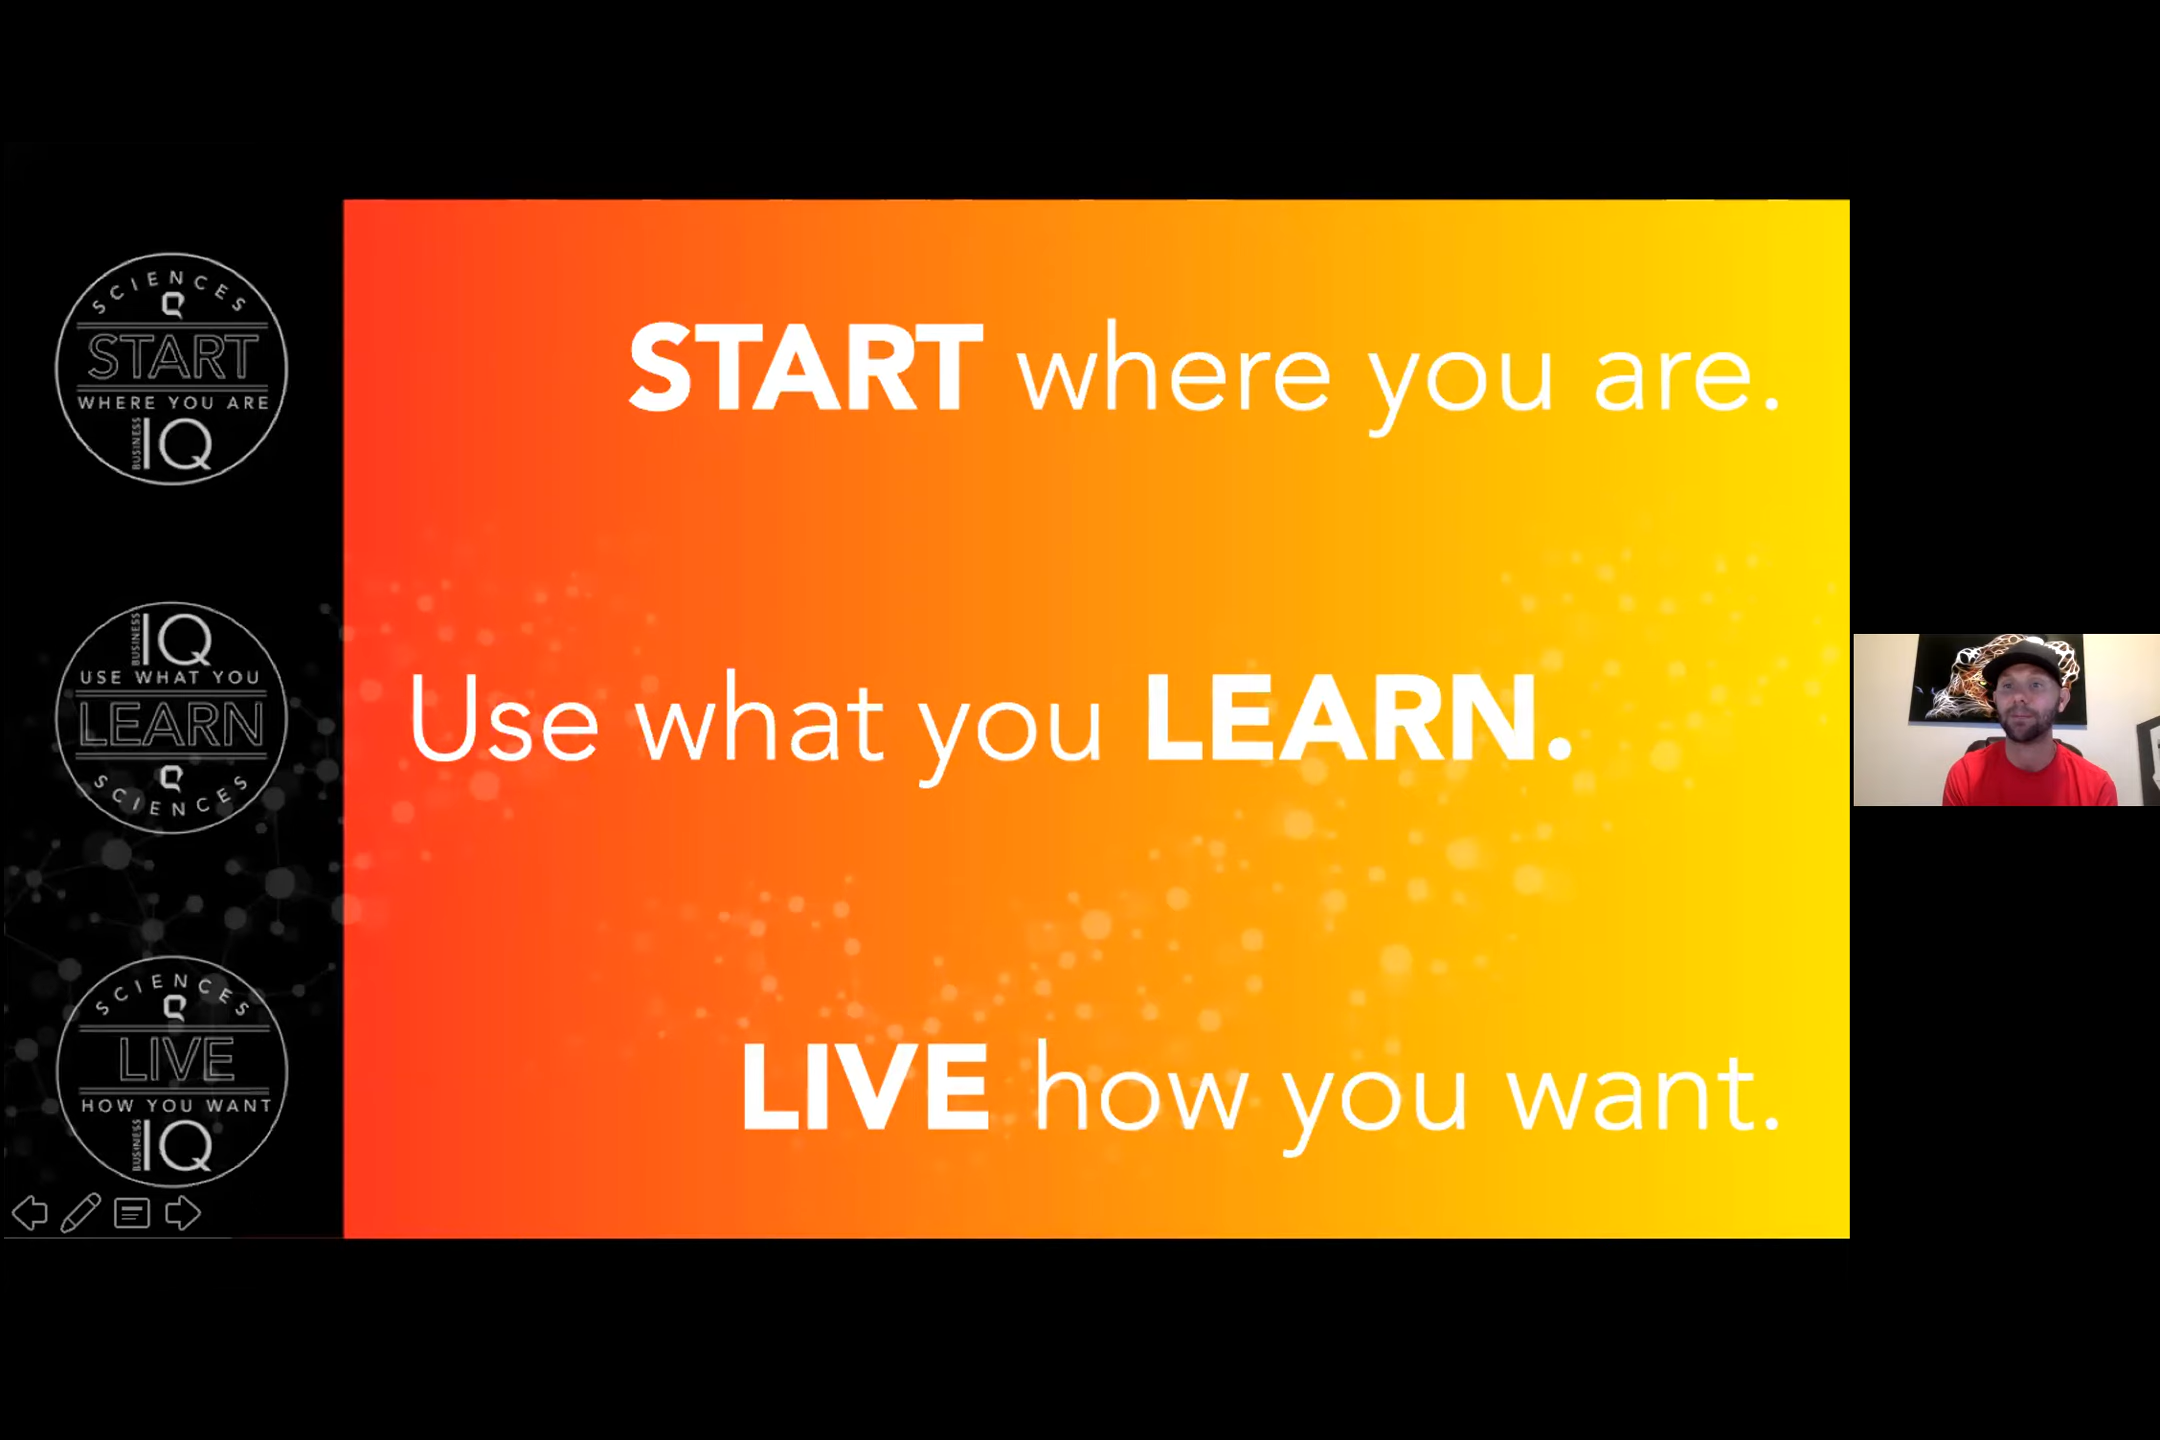 SCIENCES
START
WHERE YOU ARE
BUSINESS IQ
START where you are.
BUSINESS IQ
USE WHAT YOU
LEARN
SCIENCES
Use what you LEARN.
SCIENCES
LIVE
HOW YOU WANT
BUSINESS IQ
LIVE how you want.